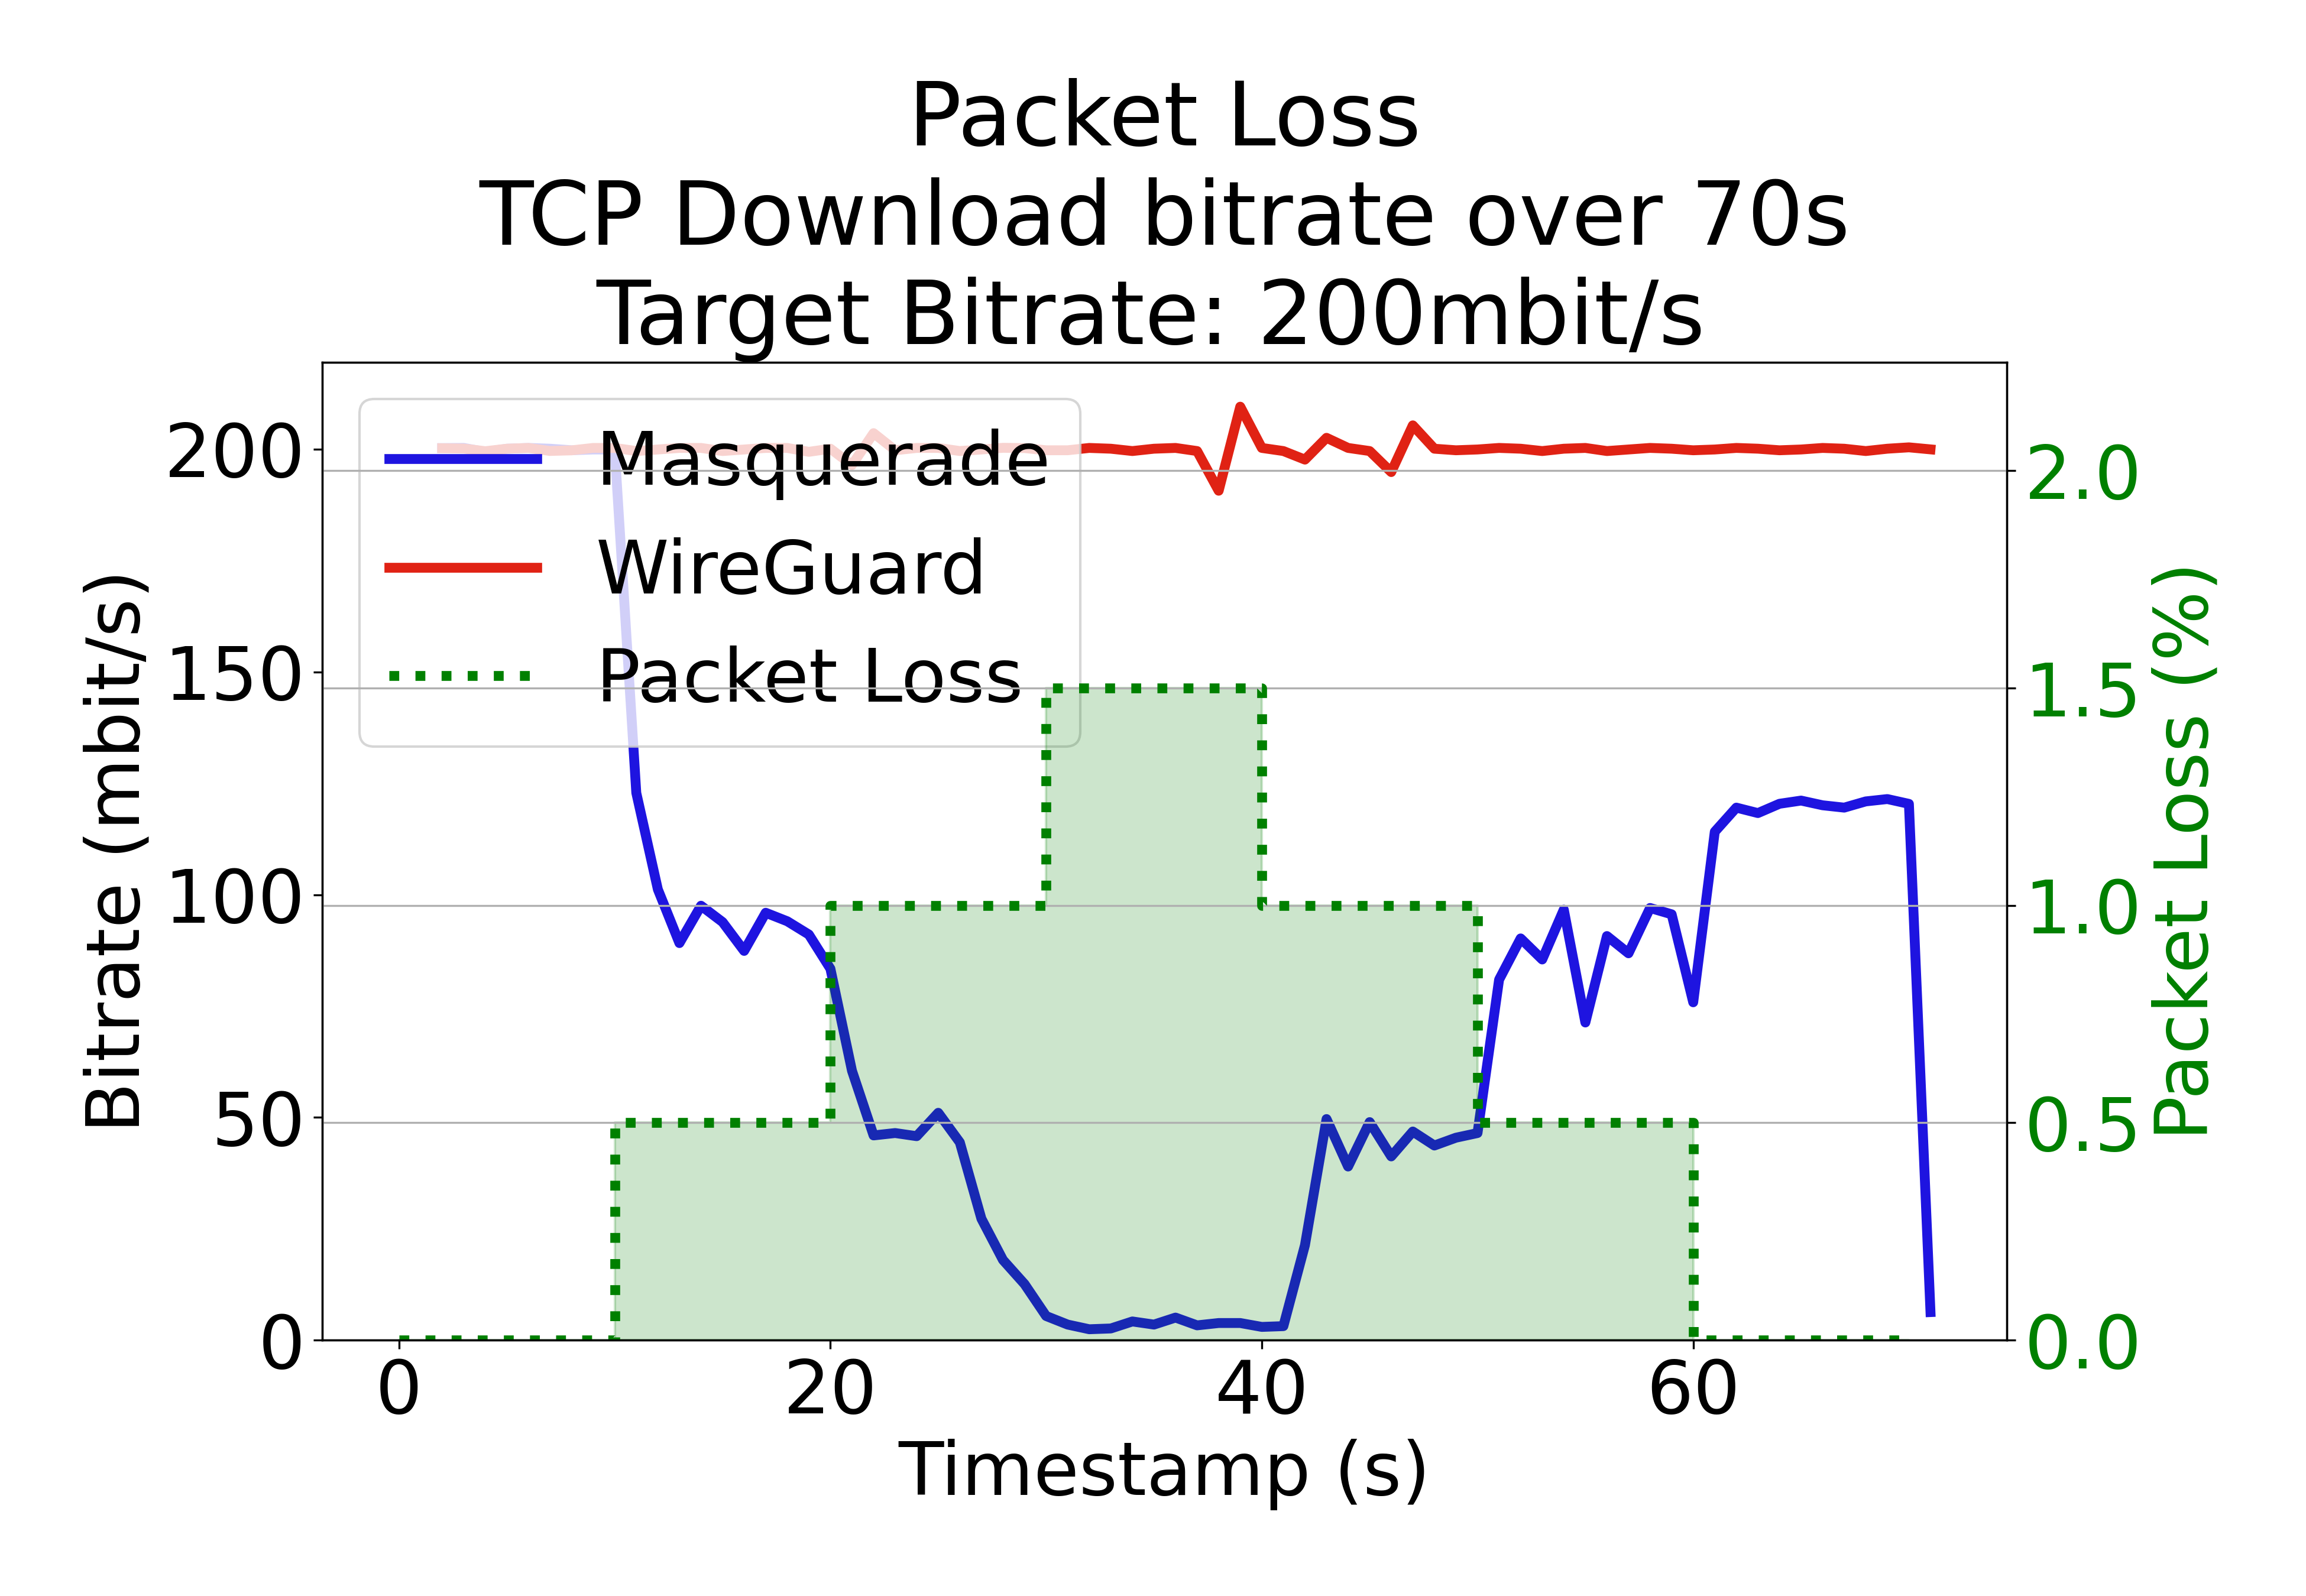 Packet Loss
TCP Download bitrate over 70s
Target Bitrate: 200mbit/s
Masquerade
WireGuard
Packet Loss
Bitrate (mbit/s)
200
150
100
50
0
0 20 40 60
Timestamp (s)
2.0
1.5
1.0
0.5
0.0
Packet Loss (%)